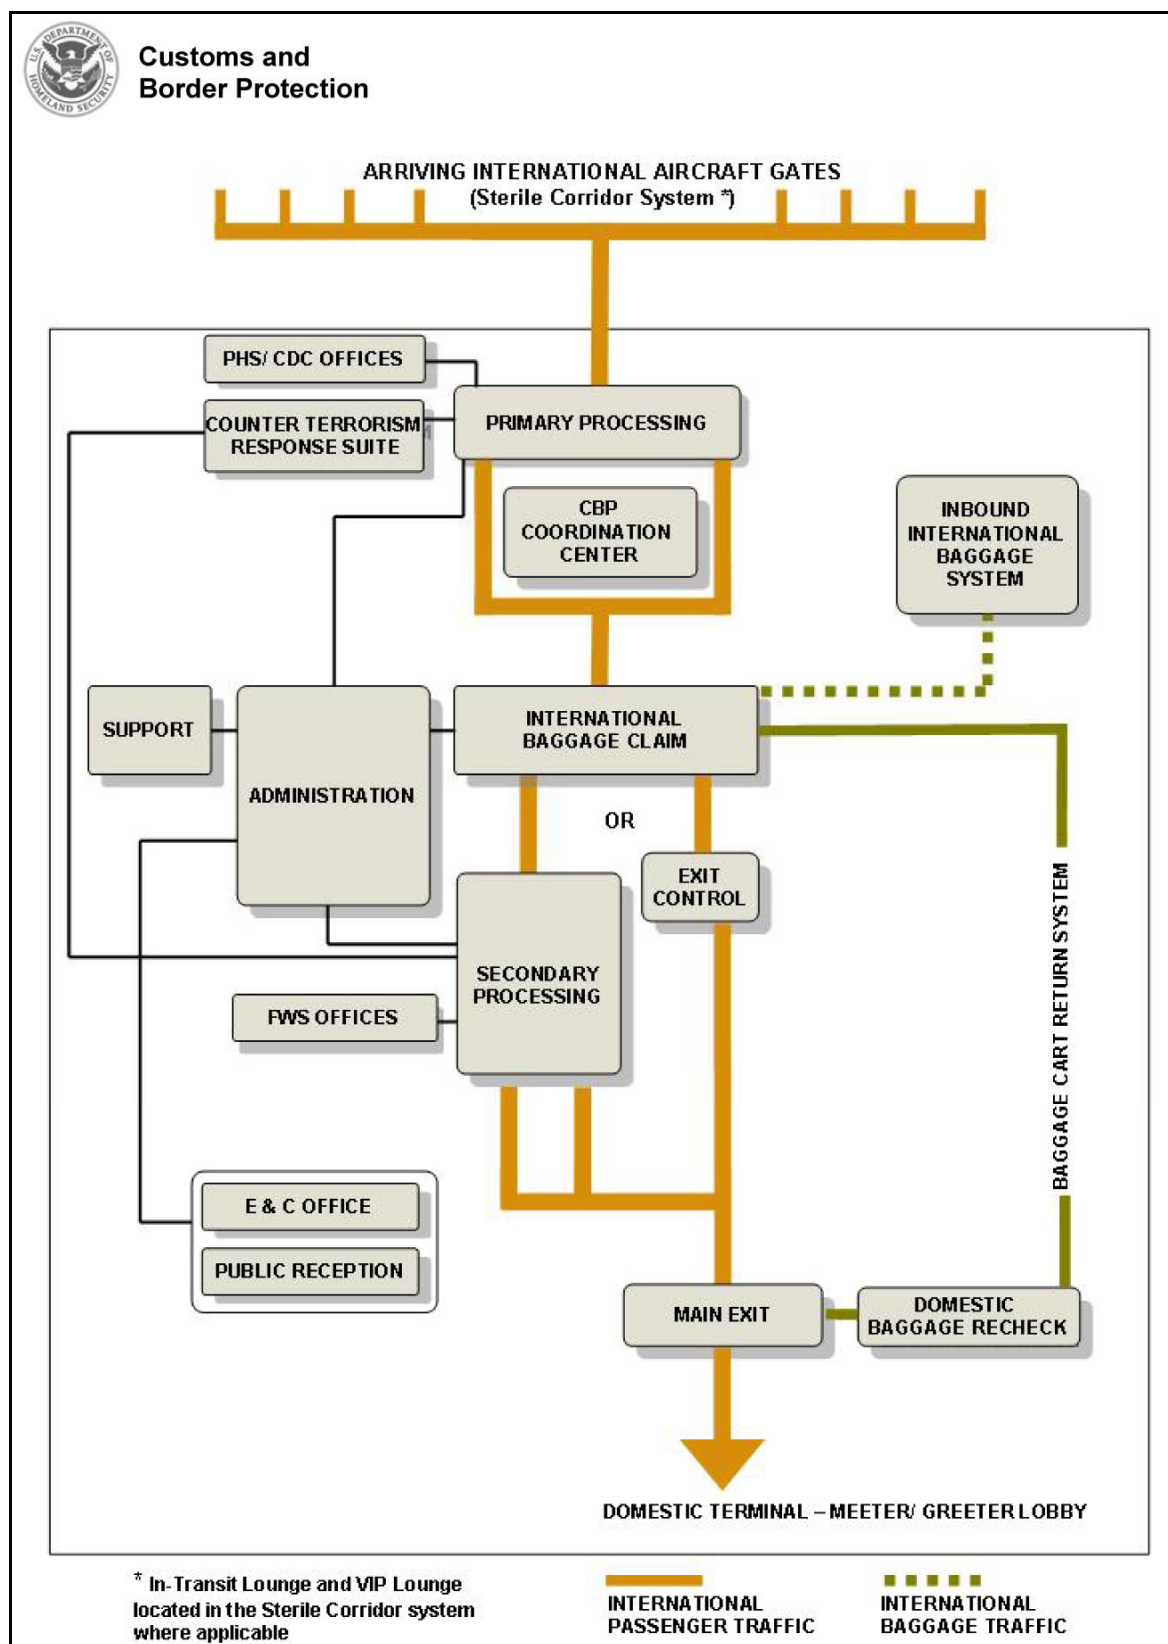 U.S. DEPARTMENT OF
HOMELAND SECURITY
Customs and
Border Protection
ARRIVING INTERNATIONAL AIRCRAFT GATES
(Sterile Corridor System *)
PHS/ CDC OFFICES
COUNTER TERRORISM
RESPONSE SUITE
PRIMARY PROCESSING
CBP
COORDINATION
CENTER
INBOUND
INTERNATIONAL
BAGGAGE
SYSTEM
SUPPORT
ADMINISTRATION
INTERNATIONAL
BAGGAGE CLAIM
OR
EXIT
CONTROL
SECONDARY
PROCESSING
FWS OFFICES
BAGGAGE CART RETURN SYSTEM
E & C OFFICE
PUBLIC RECEPTION
MAIN EXIT
DOMESTIC
BAGGAGE RECHECK
DOMESTIC TERMINAL – MEETER/ GREETER LOBBY
* In-Transit Lounge and VIP Lounge
located in the Sterile Corridor system
where applicable
INTERNATIONAL
PASSENGER TRAFFIC
INTERNATIONAL
BAGGAGE TRAFFIC